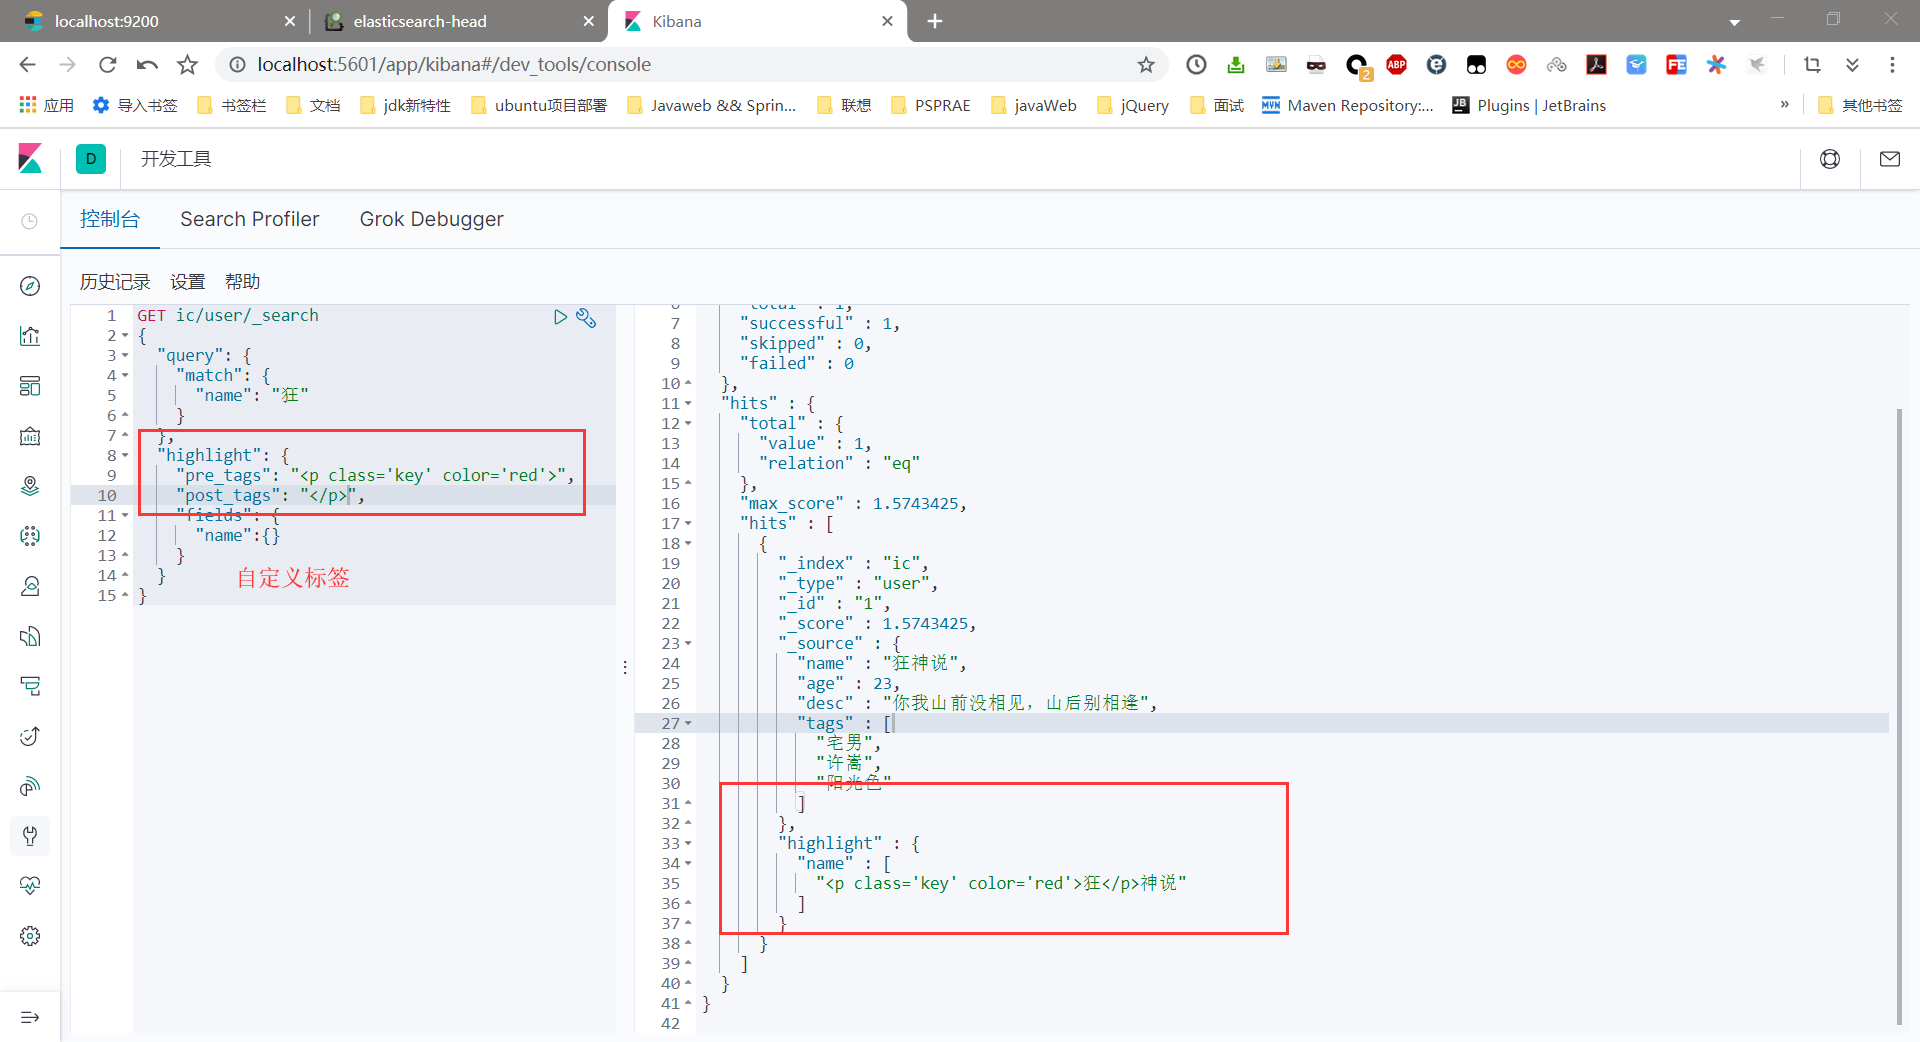 localhost:9200
elasticsearch-head
Kibana
localhost:5601/app/kibana#/dev_tools/console
2
ABP
FE
应用
导入书签
书签栏
文档
jdk新特性
ubuntu项目部署
Javaweb && Sprin...
联想
PSPRAE
javaWeb
jQuery
面试
MVN
Maven Repository:...
JB
Plugins | JetBrains
»
其他书签
D
开发工具
控制台
Search Profiler
Grok Debugger
历史记录
设置
帮助
1 GET ic/user/_search
2 {
3 "query": {
4 "match": {
5 "name": "狂"
6 }
7 },
8 "highlight": {
9 "pre_tags": "<p class='key' color='red'>",
10 "post_tags": "</p>",
11 "fields": {
12 "name":{}
13 }
14 }
15 }
自定义标签
6 "total" : 1,
7 "successful" : 1,
8 "skipped" : 0,
9 "failed" : 0
10 },
11 "hits" : {
12 "total" : {
13 "value" : 1,
14 "relation" : "eq"
15 },
16 "max_score" : 1.5743425,
17 "hits" : [
18 {
19 "_index" : "ic",
20 "_type" : "user",
21 "_id" : "1",
22 "_score" : 1.5743425,
23 "_source" : {
24 "name" : "狂神说",
25 "age" : 23,
26 "desc" : "你我山前没相见，山后别相逢",
27 "tags" : [
28 "宅男",
29 "许嵩",
30 "阳光色"
31 ]
32 },
33 "highlight" : {
34 "name" : [
35 "<p class='key' color='red'>狂</p>神说"
36 ]
37 }
38 }
39 ]
40 }
41 }
42